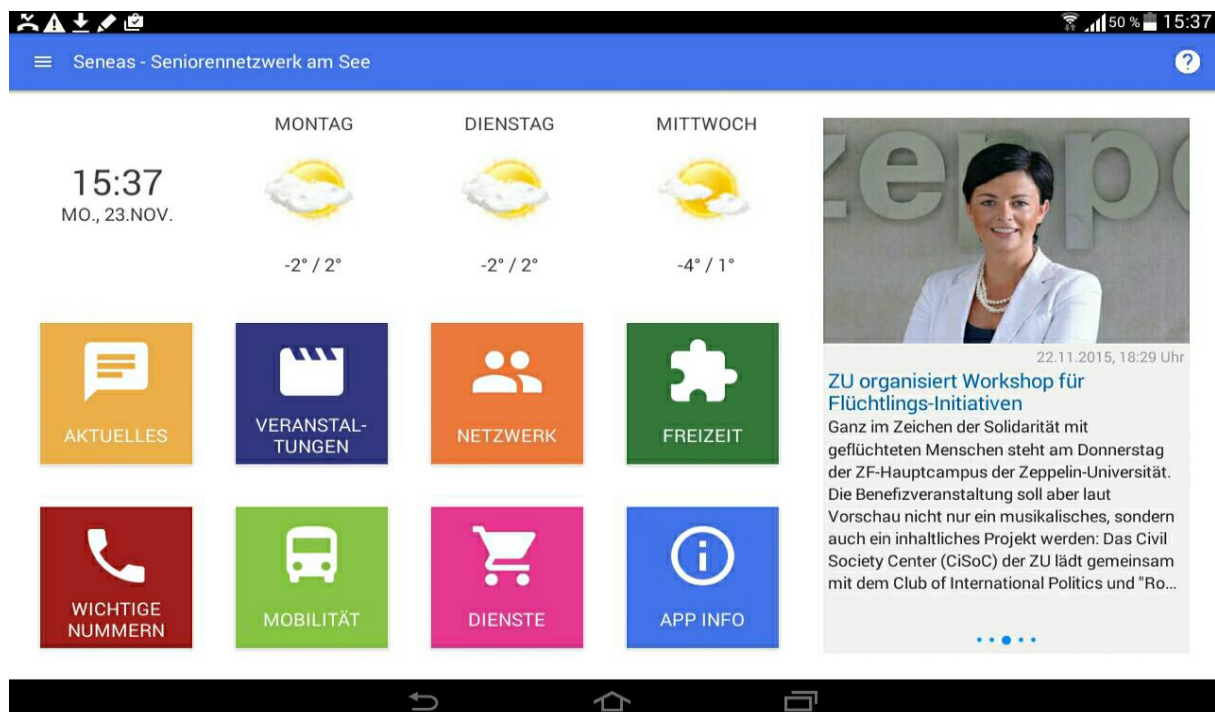 50 % 15:37
Seneas - Seniorennetzwerk am See
?
15:37
MO., 23.NOV.
MONTAG
-2° / 2°
DIENSTAG
-2° / 2°
MITTWOCH
-4° / 1°
AKTUELLES
VERANSTAL-
TUNGEN
NETZWERK
FREIZEIT
WICHTIGE
NUMMERN
MOBILITÄT
DIENSTE
APP INFO
zeppe
22.11.2015, 18:29 Uhr
ZU organisiert Workshop für
Flüchtlings-Initiativen
Ganz im Zeichen der Solidarität mit
geflüchteten Menschen steht am Donnerstag
der ZF-Hauptcampus der Zeppelin-Universität.
Die Benefizveranstaltung soll aber laut
Vorschau nicht nur ein musikalisches, sondern
auch ein inhaltliches Projekt werden: Das Civil
Society Center (CiSoC) der ZU lädt gemeinsam
mit dem Club of International Politics und "Ro...